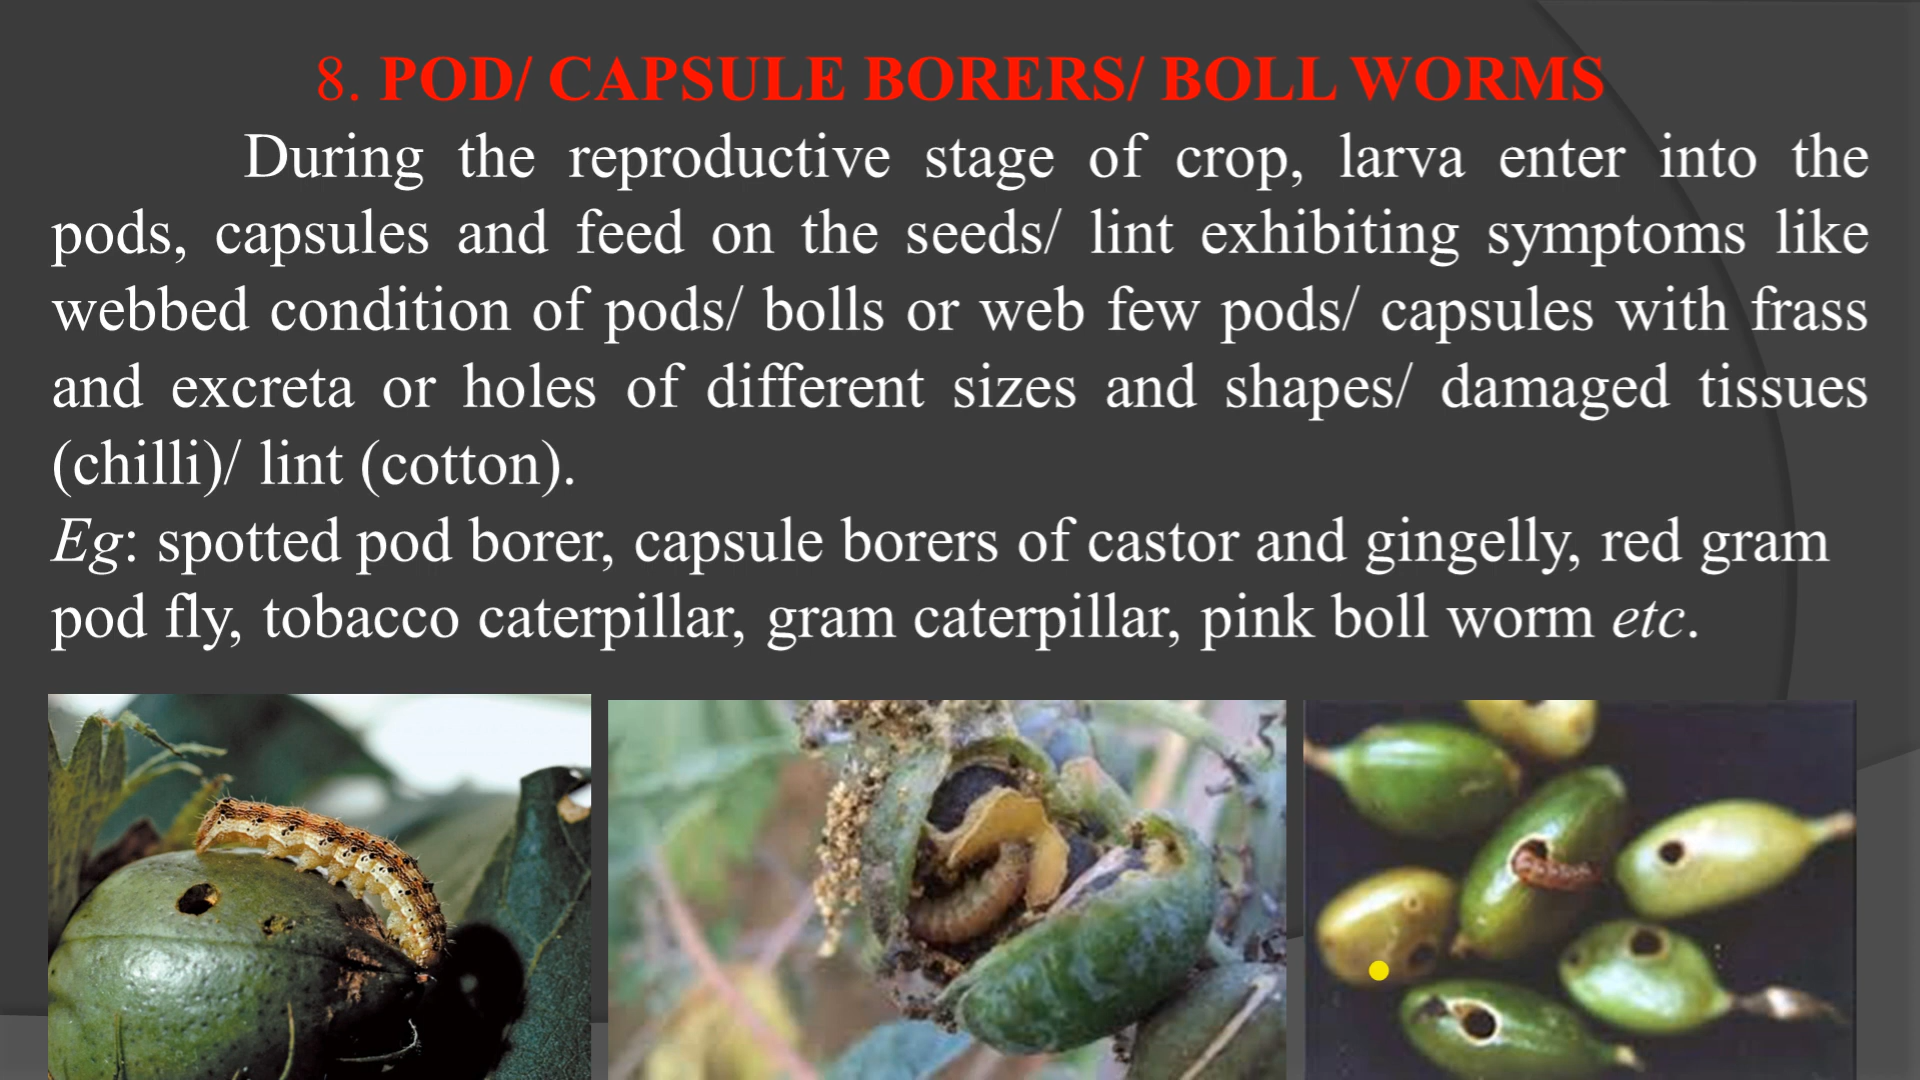 8. POD/ CAPSULE BORERS/ BOLL WORMS
During the reproductive stage of crop, larva enter into the
pods, capsules and feed on the seeds/ lint exhibiting symptoms like
webbed condition of pods/ bolls or web few pods/ capsules with frass
and excreta or holes of different sizes and shapes/ damaged tissues
(chilli)/ lint (cotton).
Eg: spotted pod borer, capsule borers of castor and gingelly, red gram
pod fly, tobacco caterpillar, gram caterpillar, pink boll worm etc.